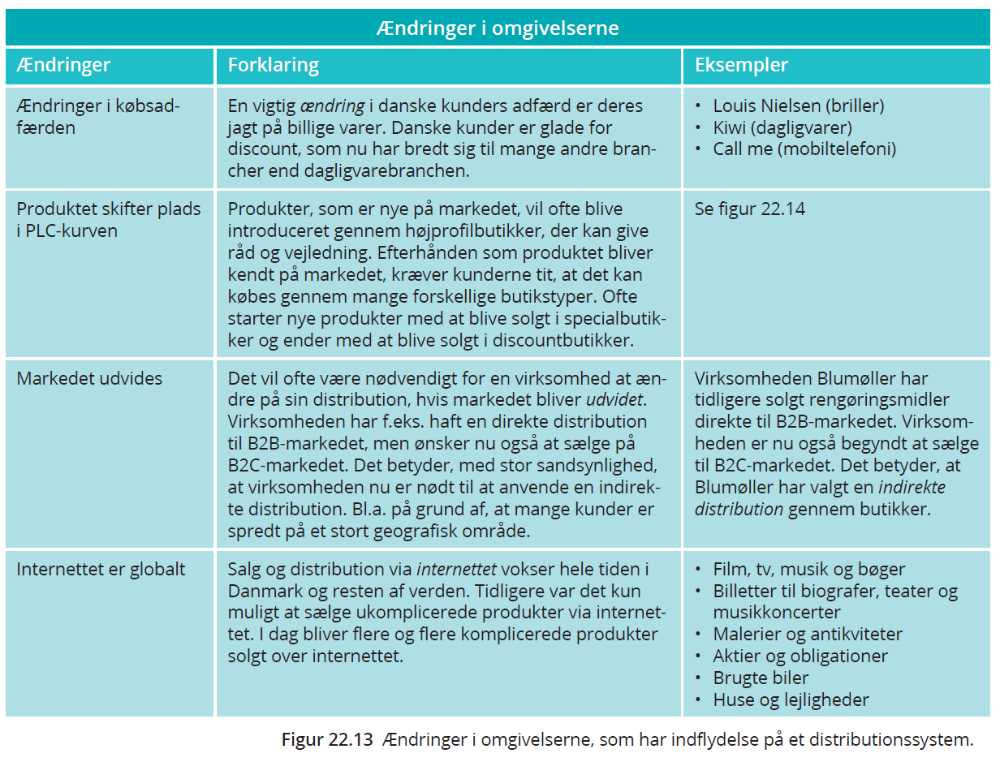 Ændringer i omgivelserne
Ændringer
Forklaring
Eksempler
Ændringer i købsad-
færden
En vigtig ændring i danske kunders adfærd er deres
jagt på billige varer. Danske kunder er glade for
discount, som nu har bredt sig til mange andre bran-
cher end dagligvarebranchen.
• Louis Nielsen (briller)
• Kiwi (dagligvarer)
• Call me (mobiltelefoni)
Produktet skifter plads
i PLC-kurven
Produkter, som er nye på markedet, vil ofte blive
introduceret gennem højprofilbutikker, der kan give
råd og vejledning. Efterhånden som produktet bliver
kendt på markedet, kræver kunderne tit, at det kan
købes gennem mange forskellige butikstyper. Ofte
starter nye produkter med at blive solgt i specialbutik-
ker og ender med at blive solgt i discountbutikker.
Se figur 22.14
Markedet udvides
Det vil ofte være nødvendigt for en virksomhed at æn-
dre på sin distribution, hvis markedet bliver udvidet.
Virksomheden har f.eks. haft en direkte distribution
til B2B-markedet, men ønsker nu også at sælge på
B2C-markedet. Det betyder, med stor sandsynlighed,
at virksomheden nu er nødt til at anvende en indirek-
te distribution. Bl.a. på grund af, at mange kunder er
spredt på et stort geografisk område.
Virksomheden Blumøller har
tidligere solgt rengøringsmidler
direkte til B2B-markedet. Virksom-
heden er nu også begyndt at sælge
til B2C-markedet. Det betyder, at
Blumøller har valgt en indirekte
distribution gennem butikker.
Internettet er globalt
Salg og distribution via internettet vokser hele tiden i
Danmark og resten af verden. Tidligere var det kun
muligt at sælge ukomplicerede produkter via internet-
tet. I dag bliver flere og flere komplicerede produkter
solgt over internettet.
• Film, tv, musik og bøger
• Billetter til biografer, teater og
musikkoncerter
• Malerier og antikviteter
• Aktier og obligationer
• Brugte biler
• Huse og lejligheder
Figur 22.13 Ændringer i omgivelserne, som har indflydelse på et distributionssystem.